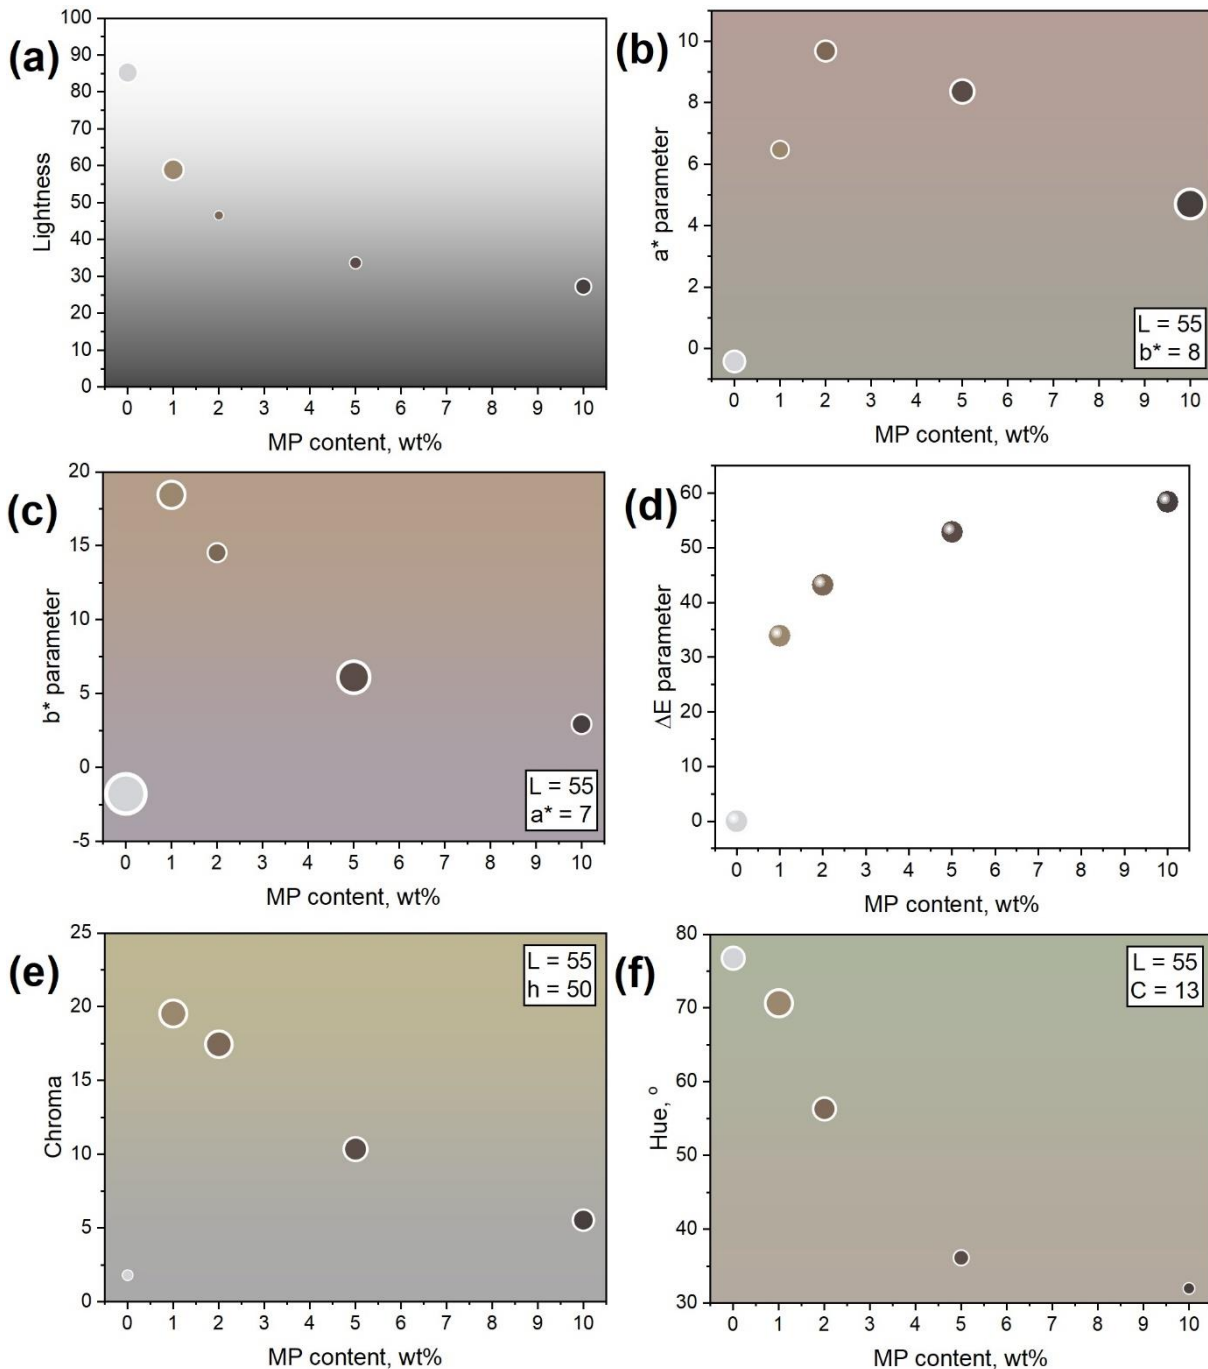 (a)
100
90
80
70
60
50
40
30
20
10
0
Lightness
0 1 2 3 4 5 6 7 8 9 10
MP content, wt%
(b)
10
8
6
4
2
0
a* parameter
L = 55
b* = 8
0 1 2 3 4 5 6 7 8 9 10
MP content, wt%
(c)
20
15
10
5
0
-5
b* parameter
L = 55
a* = 7
0 1 2 3 4 5 6 7 8 9 10
MP content, wt%
(d)
60
50
40
30
20
10
0
ΔE parameter
0 1 2 3 4 5 6 7 8 9 10
MP content, wt%
(e)
25
20
15
10
5
0
Chroma
L = 55
h = 50
0 1 2 3 4 5 6 7 8 9 10
MP content, wt%
(f)
80
70
60
50
40
30
Hue, º
L = 55
C = 13
0 1 2 3 4 5 6 7 8 9 10
MP content, wt%